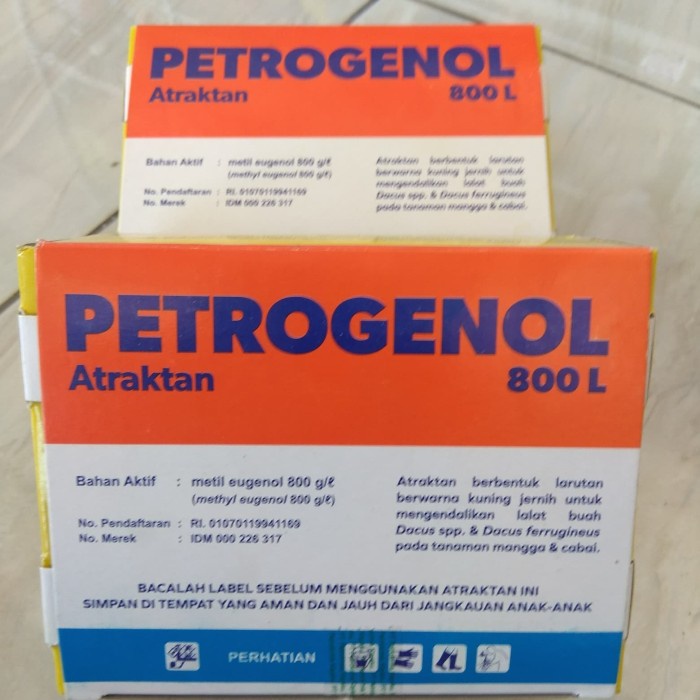 PETROGENOL
Atraktan 800 L
Bahan Aktif : metil eugenol 800 g/ℓ
(methyl eugenol 800 g/ℓ)
No. Pendaftaran : RI. 01070119941169
No. Merek : IDM 000 226 317
Atraktan berbentuk larutan
berwarna kuning jernih untuk
mengendalikan lalat buah
Dacus spp. & Dacus ferrugineus
pada tanaman mangga & cabai.
PETROGENOL
Atraktan 800 L
Bahan Aktif : metil eugenol 800 g/ℓ
(methyl eugenol 800 g/ℓ)
No. Pendaftaran : RI. 01070119941169
No. Merek : IDM 000 226 317
Atraktan berbentuk larutan
berwarna kuning jernih untuk
mengendalikan lalat buah
Dacus spp. & Dacus ferrugineus
pada tanaman mangga & cabai.
BACALAH LABEL SEBELUM MENGGUNAKAN ATRAKTAN INI
SIMPAN DI TEMPAT YANG AMAN DAN JAUH DARI JANGKAUAN ANAK-ANAK
PERHATIAN